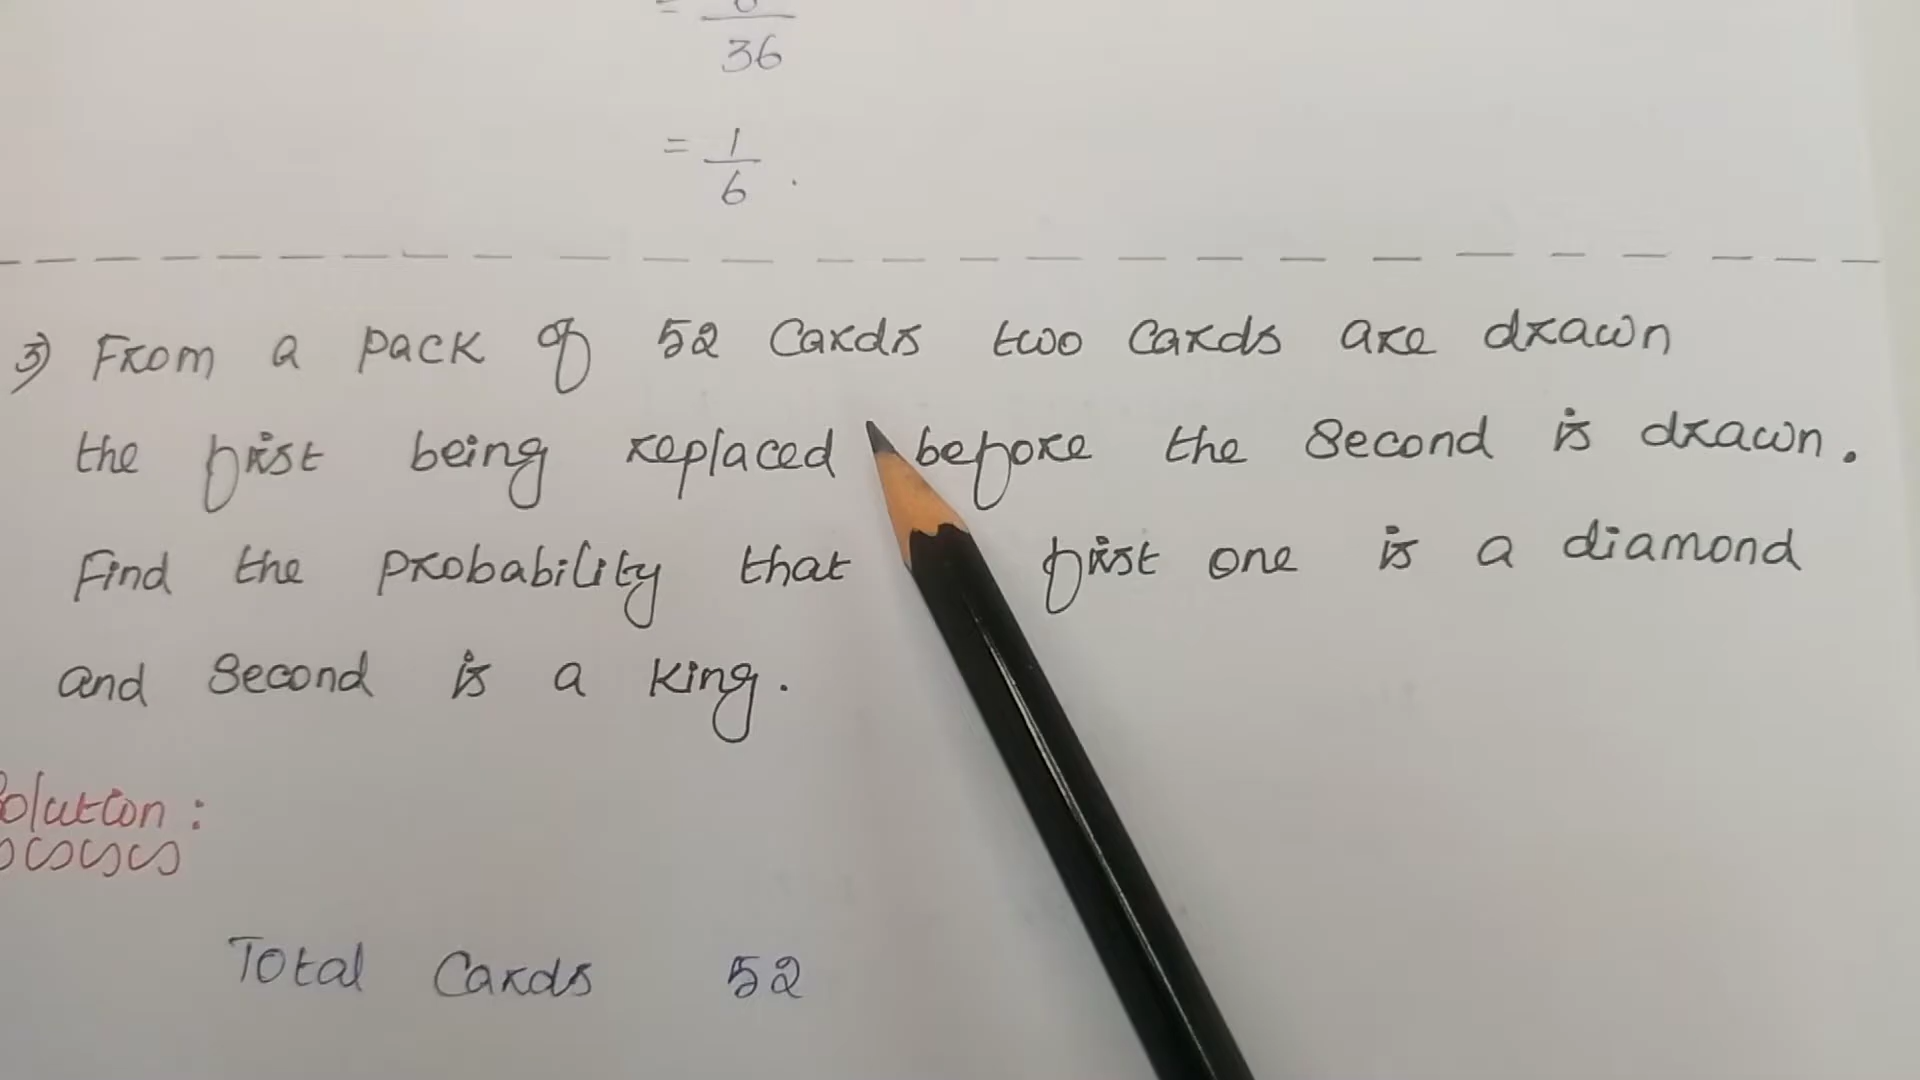 36
= 1/6 .
3) From a pack of 52 Cards two cards are drawn
the first being replaced before the Second is drawn.
Find the probability that first one is a diamond
and Second is a king.
olution :
Total Cards 52